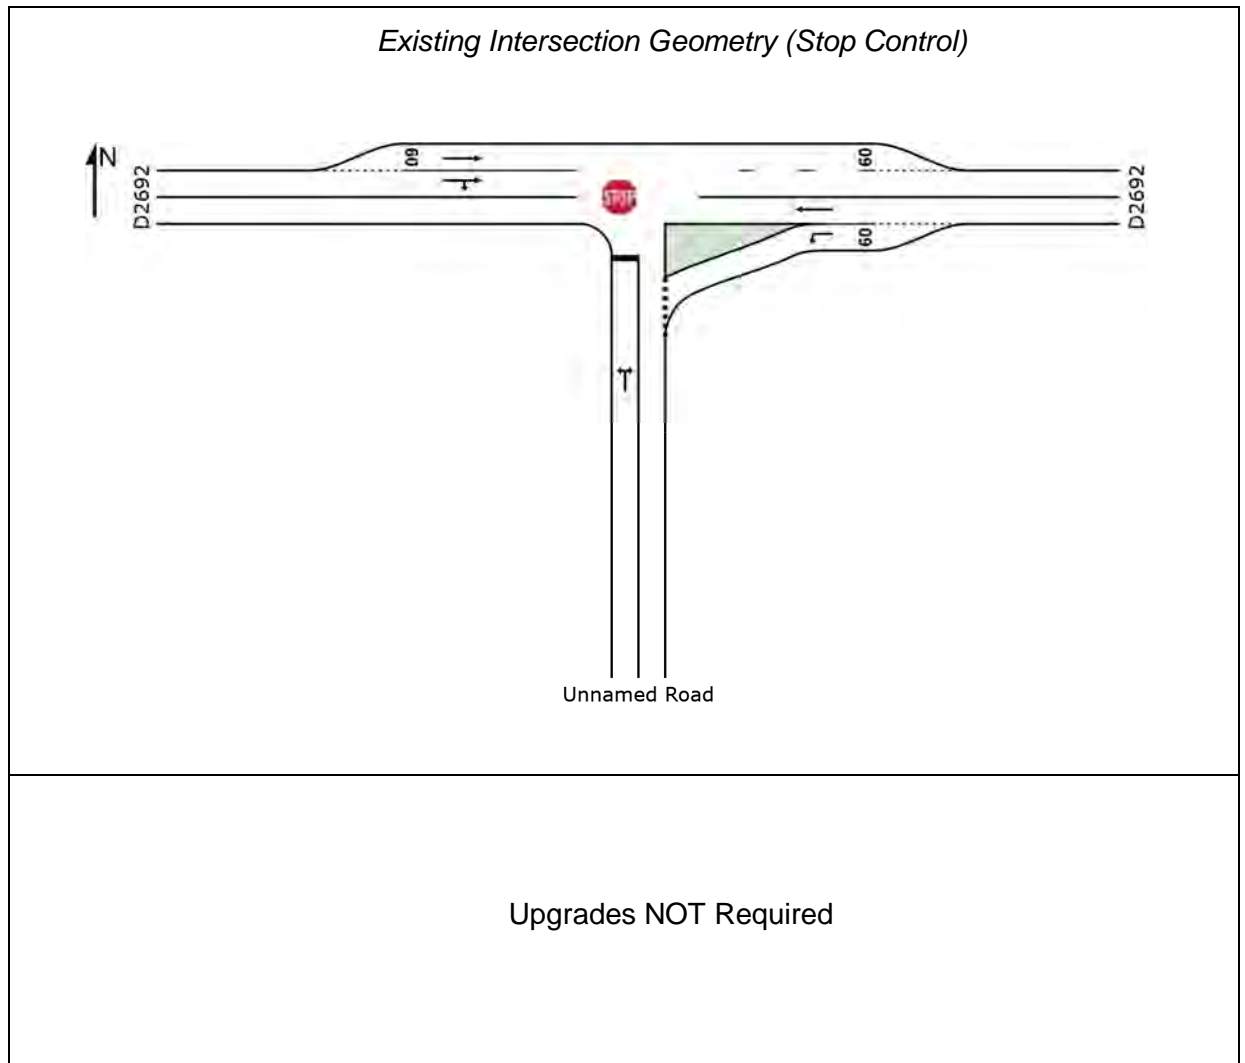 Existing Intersection Geometry (Stop Control)
N
D2692
60
60
STOP
60
D2692
Unnamed Road
Upgrades NOT Required